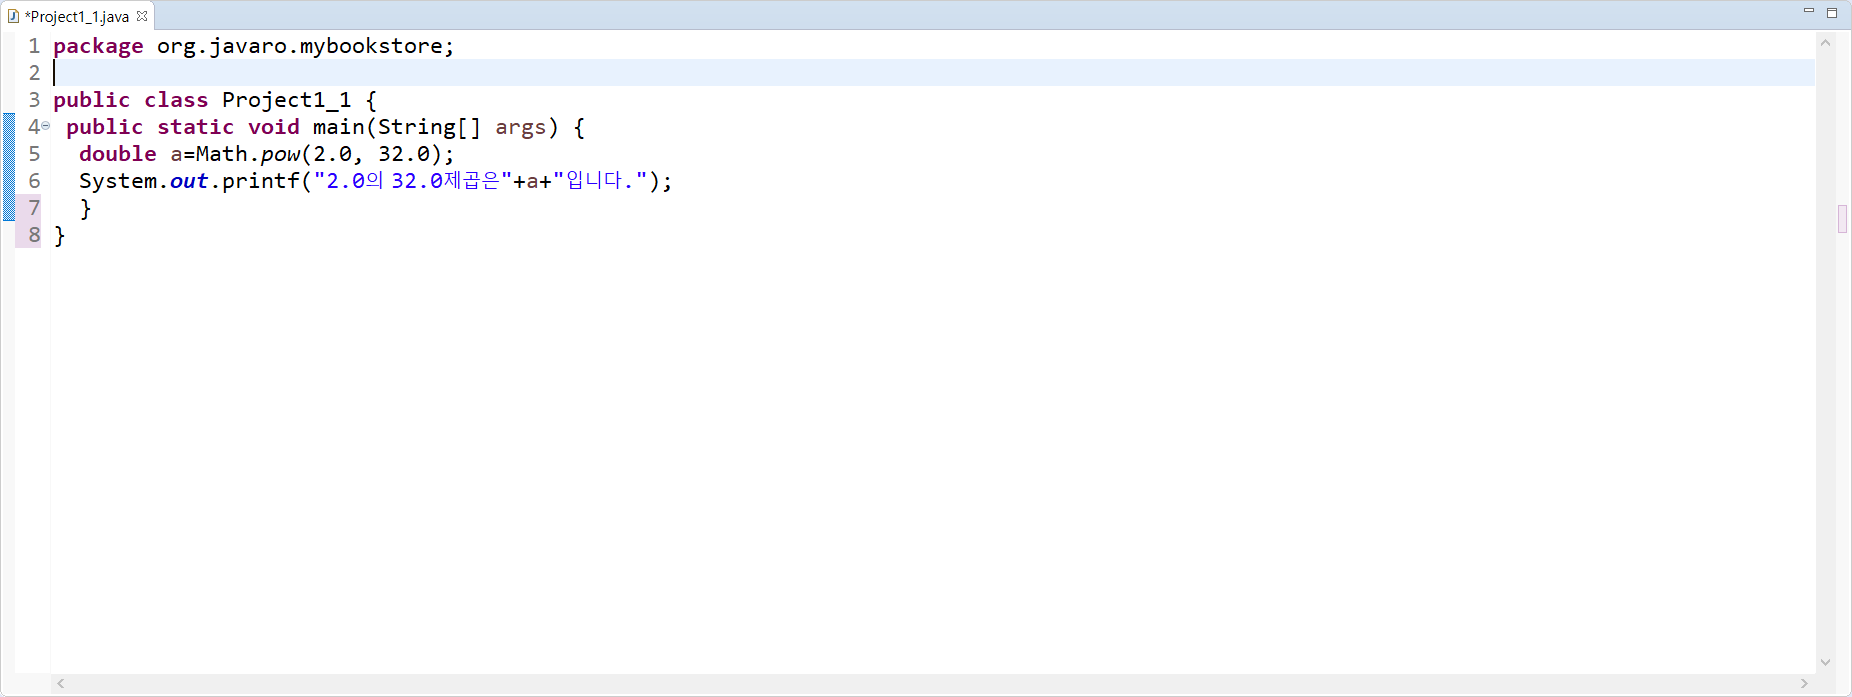 *Project1_1.java
1 package org.javaro.mybookstore;
2
3 public class Project1_1 {
4 public static void main(String[] args) {
5 double a=Math.pow(2.0, 32.0);
6 System.out.printf("2.0의 32.0제곱은"+a+"입니다.");
7 }
8 }